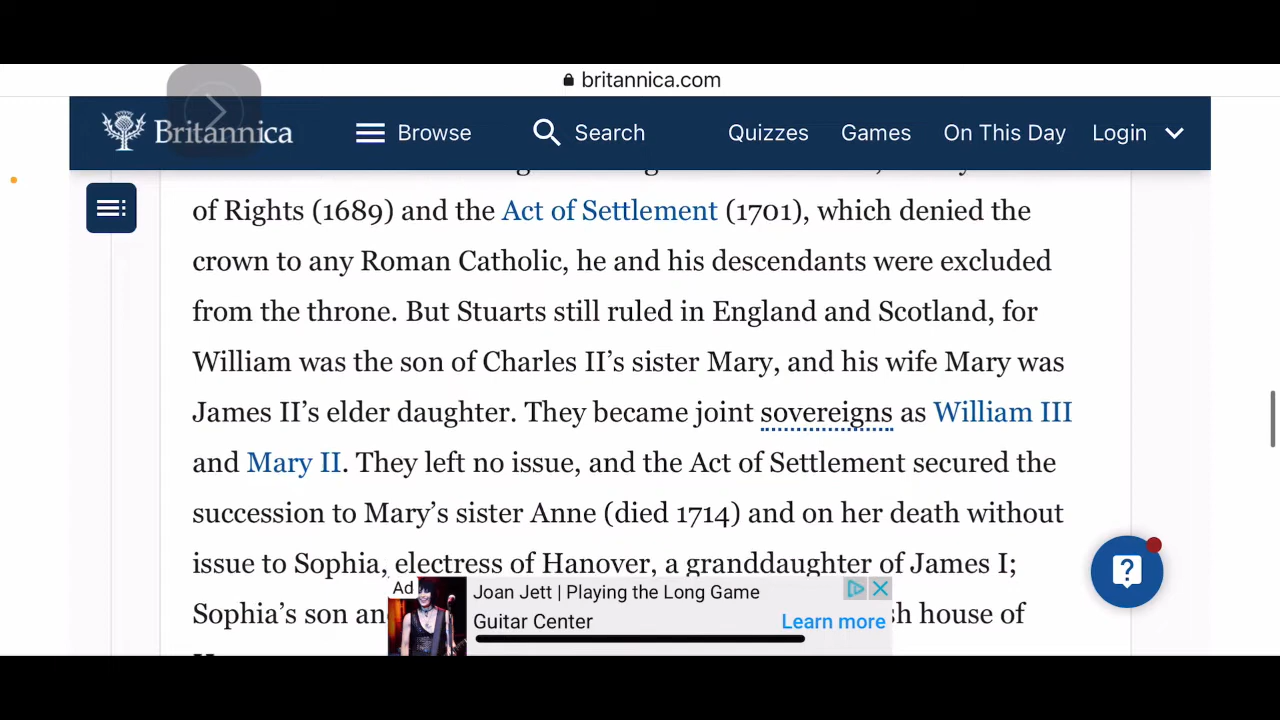 britannica.com
Britannica Browse Search Quizzes Games On This Day Login
of Rights (1689) and the Act of Settlement (1701), which denied the
crown to any Roman Catholic, he and his descendants were excluded
from the throne. But Stuarts still ruled in England and Scotland, for
William was the son of Charles II’s sister Mary, and his wife Mary was
James II’s elder daughter. They became joint sovereigns as William III
and Mary II. They left no issue, and the Act of Settlement secured the
succession to Mary’s sister Anne (died 1714) and on her death without
issue to Sophia, electress of Hanover, a granddaughter of James I;
Sophia’s son house of
Ad Joan Jett | Playing the Long Game
Guitar Center Learn more